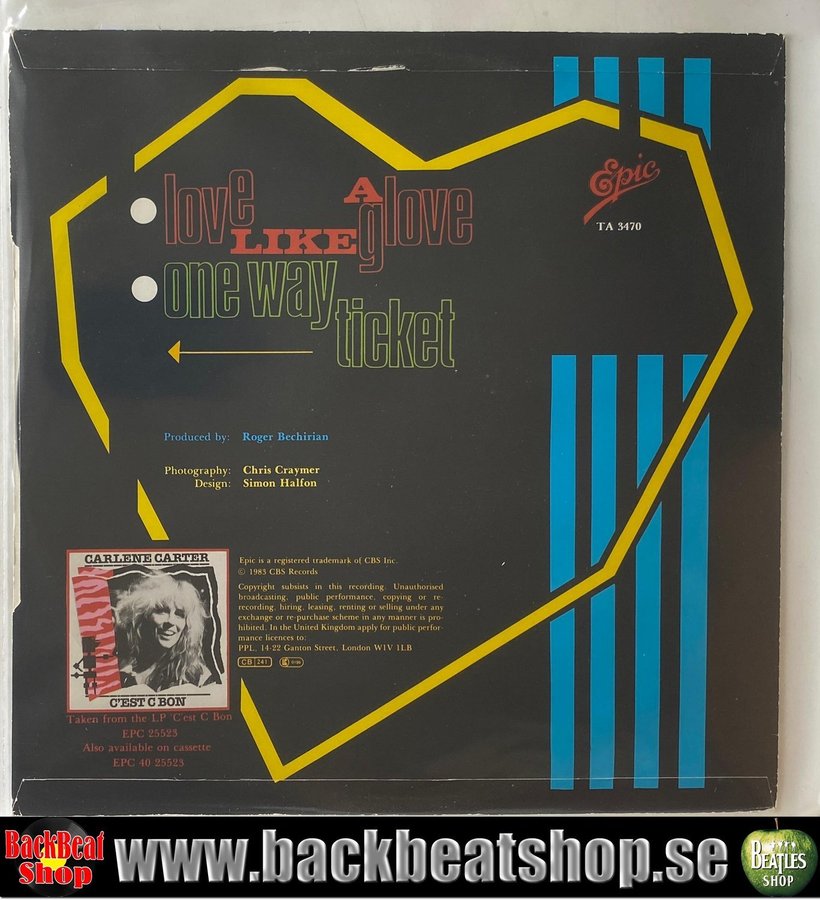 love LIKE A glove
one way ticket
Epic
TA 3470
Produced by: Roger Bechirian
Photography: Chris Craymer
Design: Simon Halfon
CARLENE CARTER
C'EST C BON
Taken from the LP 'C'est C Bon
EPC 25523
Also available on cassette
EPC 40 25523
Epic is a registered trademark of CBS Inc.
© 1983 CBS Records
Copyright subsists in this recording. Unauthorised
broadcasting, public performance, copying or re-
recording, hiring, leasing, renting or selling under any
exchange or re-purchase scheme in any manner is pro-
hibited. In the United Kingdom apply for public perfor-
mance licences to:
PPL, 14-22 Ganton Street, London W1V 1LB
CB 241
BackBeat
Shop
www.backbeatshop.se
BEATLES
SHOP